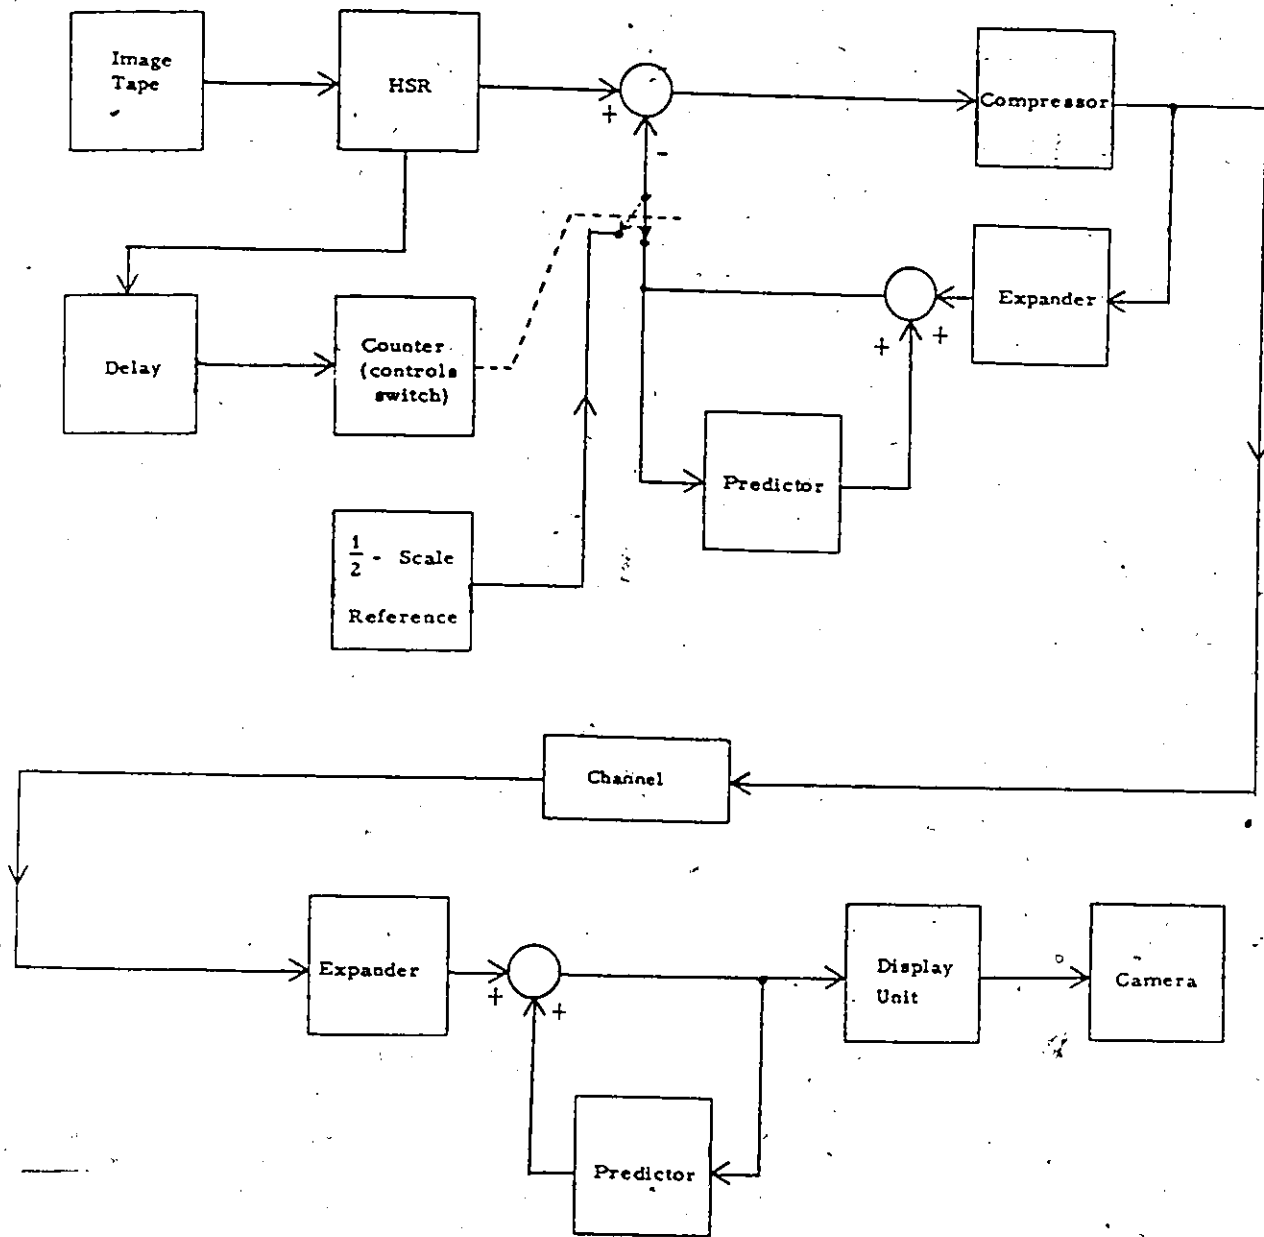 Image
Tape
HSR
+
-
Compressor
Delay
Counter
(controls
switch)
+ +
Expander
Predictor
1/2 - Scale
Reference
Channel
Expander
+ +
Display
Unit
Camera
Predictor